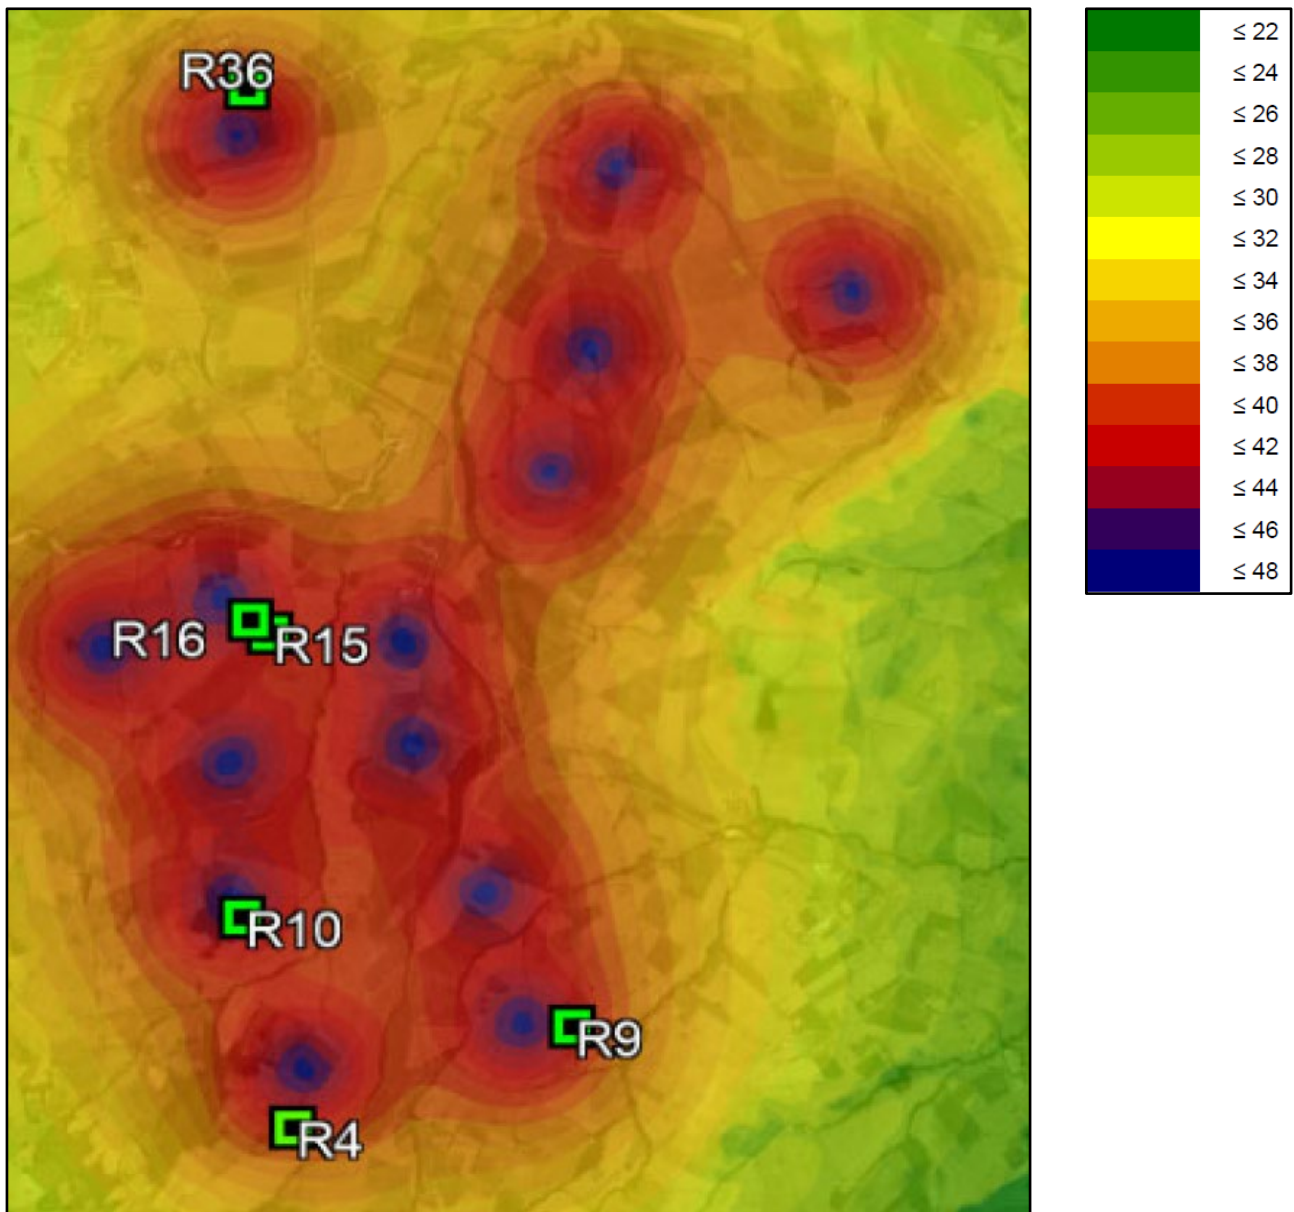 R36
R16
R15
R10
R9
R4
≤ 22
≤ 24
≤ 26
≤ 28
≤ 30
≤ 32
≤ 34
≤ 36
≤ 38
≤ 40
≤ 42
≤ 44
≤ 46
≤ 48